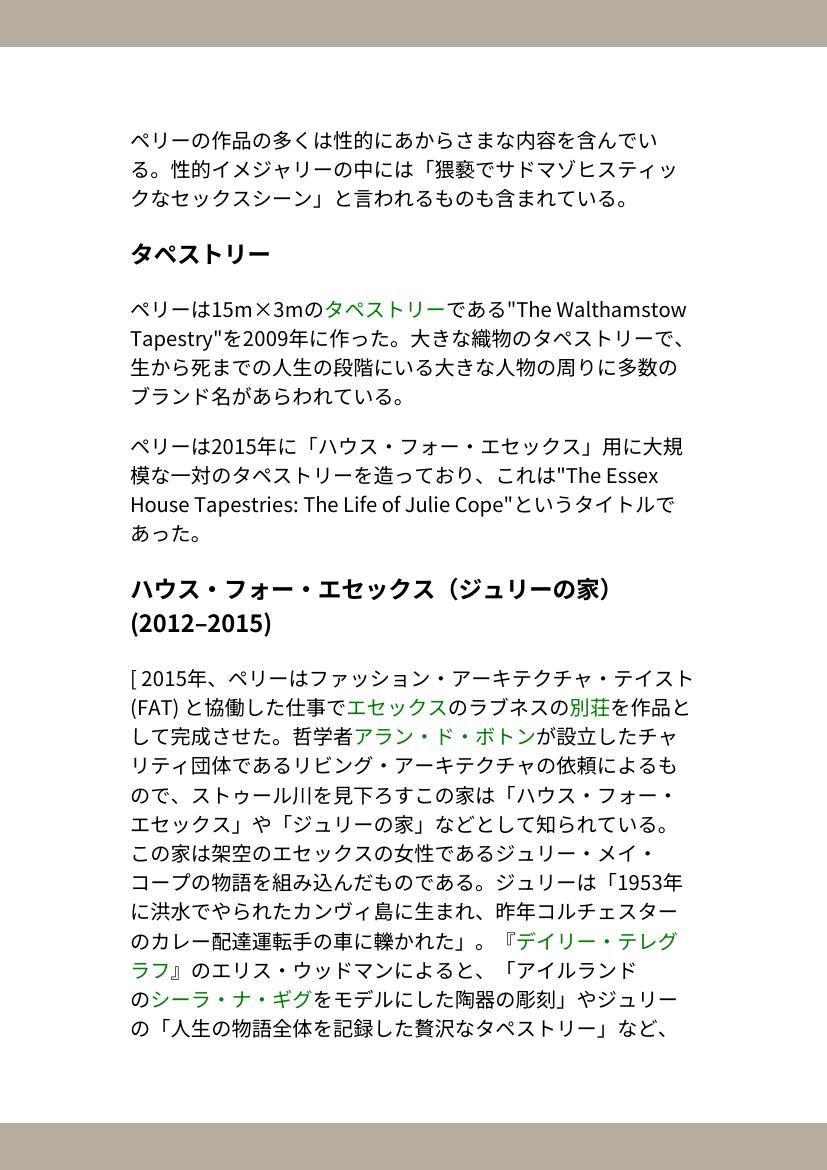 ペリーの作品の多くは性的にあからさまな内容を含んでい
る。性的イメジャリーの中には「猥褻でサドマゾヒスティッ
クなセックスシーン」と言われるものも含まれている。
タペストリー
ペリーは15m×3mのタペストリーである"The Walthamstow
Tapestry"を2009年に作った。大きな織物のタペストリーで、
生から死までの人生の段階にいる大きな人物の周りに多数の
ブランド名があらわれている。
ペリーは2015年に「ハウス・フォー・エセックス」用に大規
模な一対のタペストリーを造っており、これは"The Essex
House Tapestries: The Life of Julie Cope"というタイトルで
あった。
ハウス・フォー・エセックス（ジュリーの家）
(2012–2015)
[ 2015年、ペリーはファッション・アーキテクチャ・テイスト
(FAT) と協働した仕事でエセックスのラブネスの別荘を作品と
して完成させた。哲学者アラン・ド・ボトンが設立したチャ
リティ団体であるリビング・アーキテクチャの依頼によるも
ので、ストゥール川を見下ろすこの家は「ハウス・フォー・
エセックス」や「ジュリーの家」などとして知られている。
この家は架空のエセックスの女性であるジュリー・メイ・
コープの物語を組み込んだものである。ジュリーは「1953年
に洪水でやられたカンヴィ島に生まれ、昨年コルチェスター
のカレー配達運転手の車に轢かれた」。『デイリー・テレグ
ラフ』のエリス・ウッドマンによると、「アイルランド
のシーラ・ナ・ギグをモデルにした陶器の彫刻」やジュリー
の「人生の物語全体を記録した贅沢なタペストリー」など、